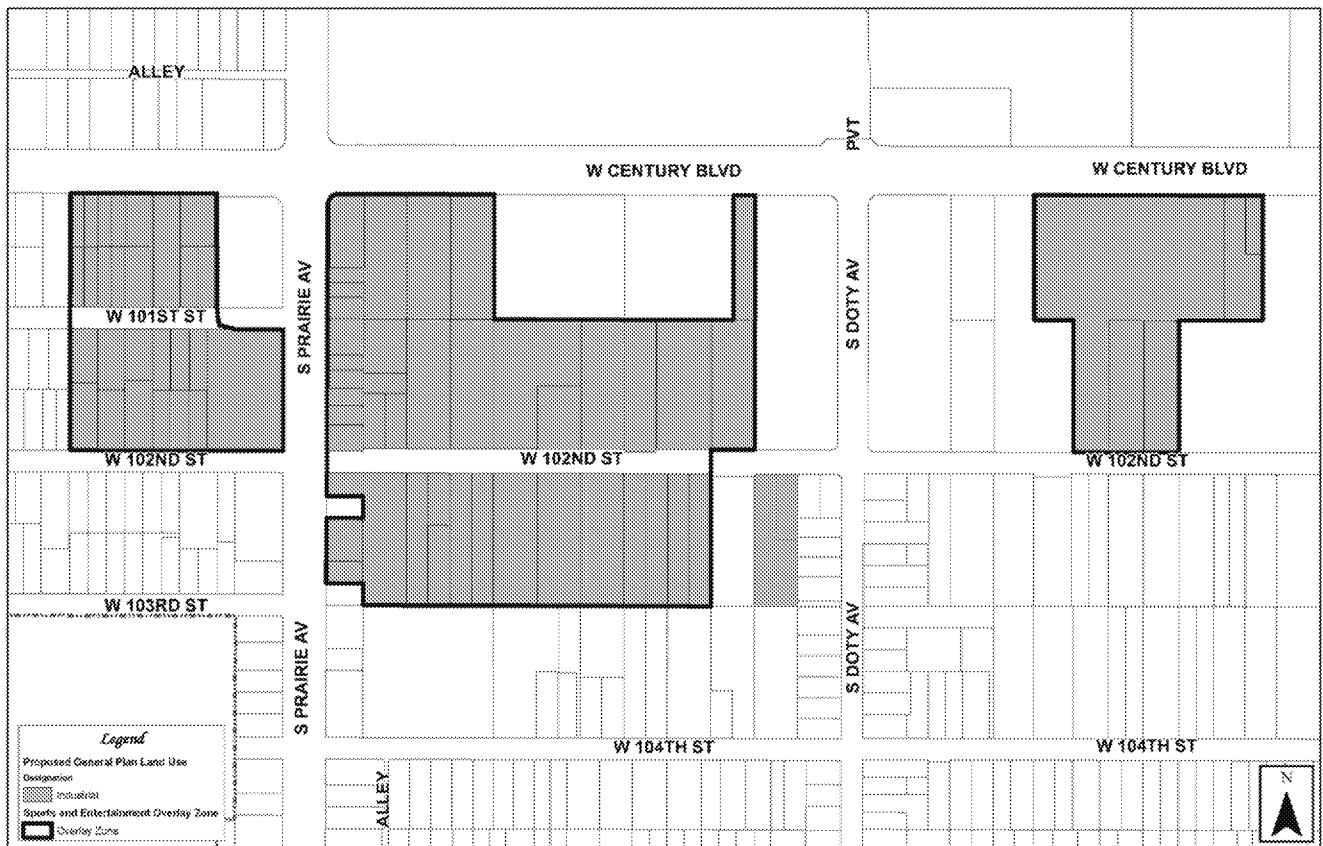 ALLEY
PVT
W CENTURY BLVD
W CENTURY BLVD
S PRAIRIE AV
S DOTY AV
W 101ST ST
W 102ND ST
W 102ND ST
W 102ND ST
W 103RD ST
S PRAIRIE AV
S DOTY AV
W 104TH ST
W 104TH ST
ALLEY
Legend
Proposed General Plan Land Use
Designation
Industrial
Sports and Entertainment Overlay Zone
Overlay Zone
N